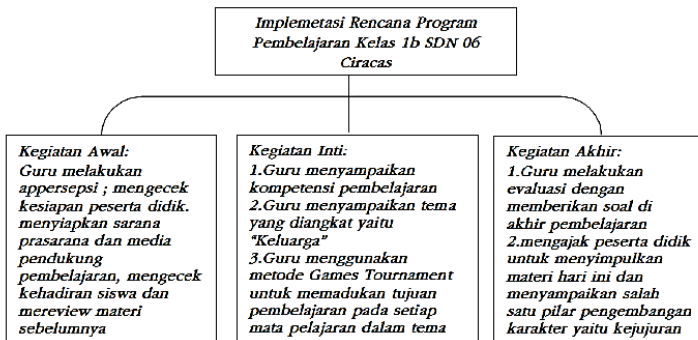 Implemetasi Rencana Program
Pembelajaran Kelas 1b SDN 06
Ciracas
Kegiatan Awal:
Guru melakukan
appersepsi ; mengecek
kesiapan peserta didik.
menyiapkan sarana
prasarana dan media
pendukung
pembelajaran, mengecek
kehadiran siswa dan
mereview materi
sebelumnya
Kegiatan Inti:
1.Guru menyampaikan
kompetensi pembelajaran
2.Guru menyampaikan tema
yang diangkat yaitu
"Keluarga"
3.Guru menggunakan
metode Games Tournament
untuk memadukan tujuan
pembelajaran pada setiap
mata pelajaran dalam tema
Kegiatan Akhir:
1.Guru melakukan
evaluasi dengan
memberikan soal di
akhir pembelajaran
2.mengajak peserta didik
untuk menyimpulkan
materi hari ini dan
menyampaikan salah
satu pilar pengembangan
karakter yaitu kejujuran